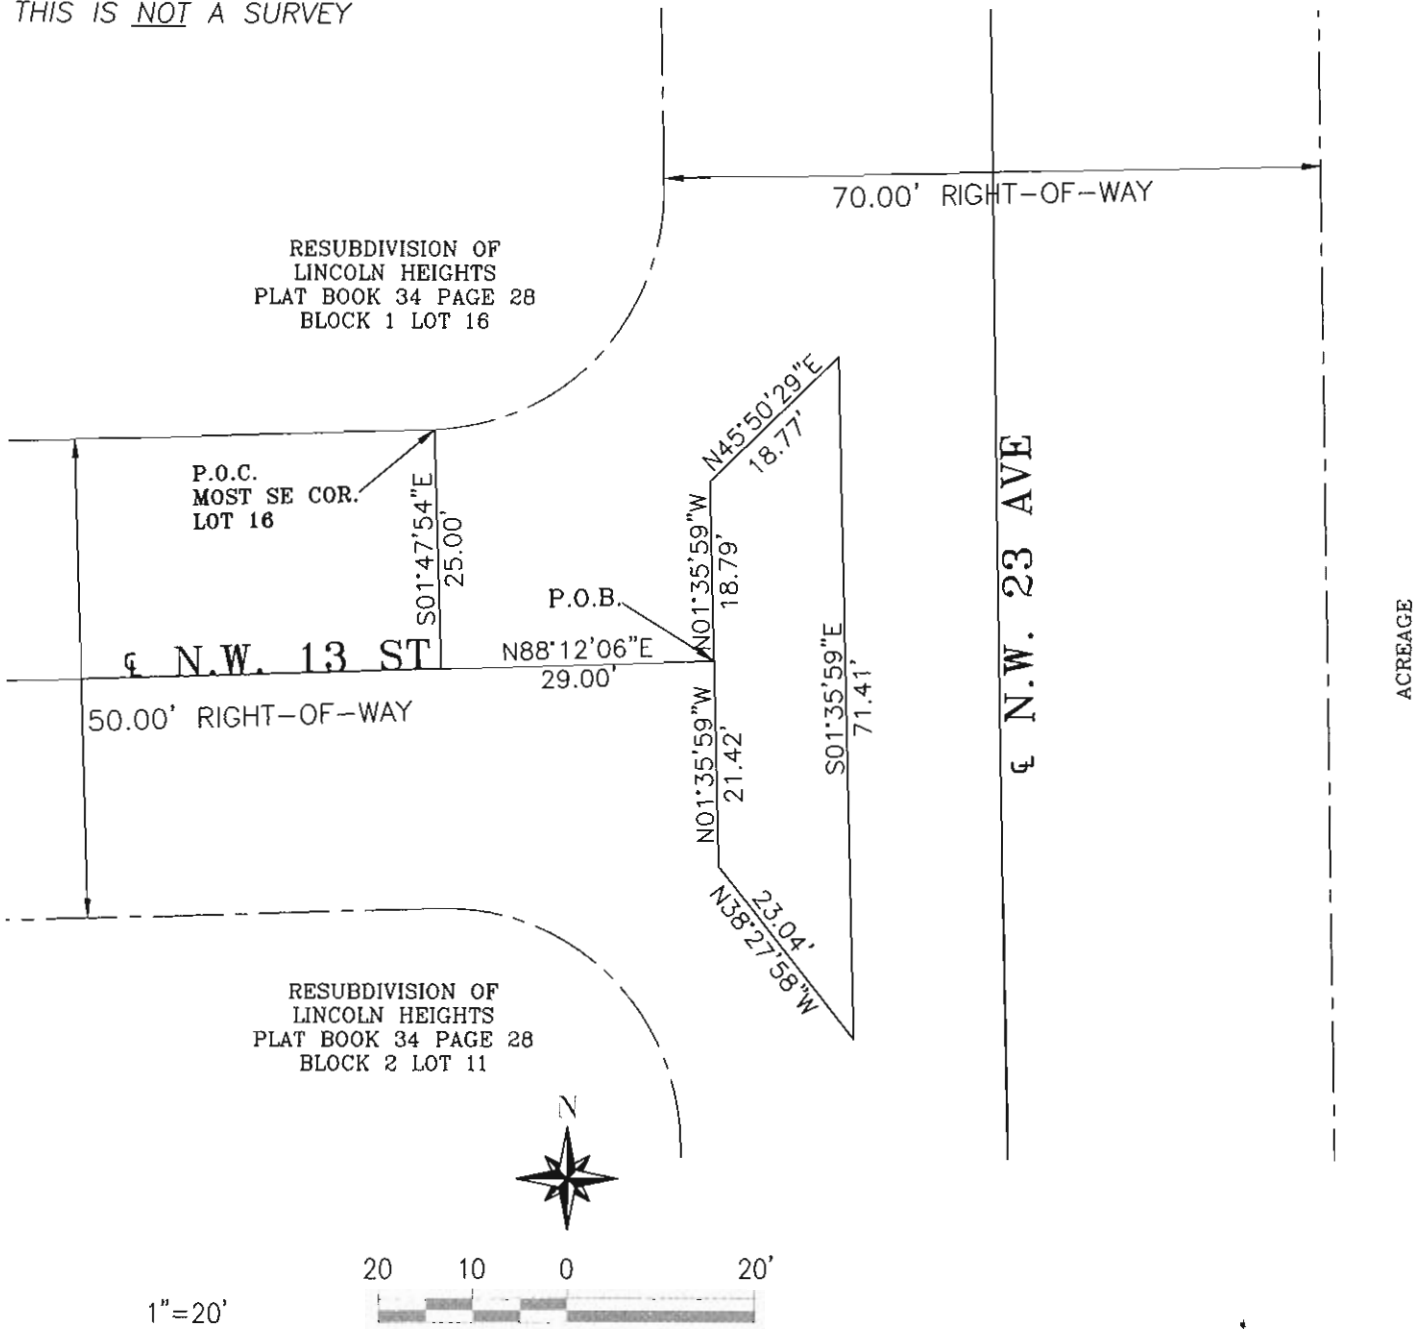 THIS IS NOT A SURVEY
70.00' RIGHT-OF-WAY
RESUBDIVISION OF
LINCOLN HEIGHTS
PLAT BOOK 34 PAGE 28
BLOCK 1 LOT 16
N45°50'29"E
18.77'
P.O.C.
MOST SE COR.
LOT 16
S01°47'54"E
25.00'
N01°35'59"W
18.79'
P.O.B.
℄ N.W. 13 ST
N88°12'06"E
29.00'
50.00' RIGHT-OF-WAY
N01°35'59"W
21.42'
S01°35'59"E
71.41'
℄ N.W. 23 AVE
ACREAGE
23.04'
N38°27'58"W
RESUBDIVISION OF
LINCOLN HEIGHTS
PLAT BOOK 34 PAGE 28
BLOCK 2 LOT 11
N
20 10 0 20'
1"=20'